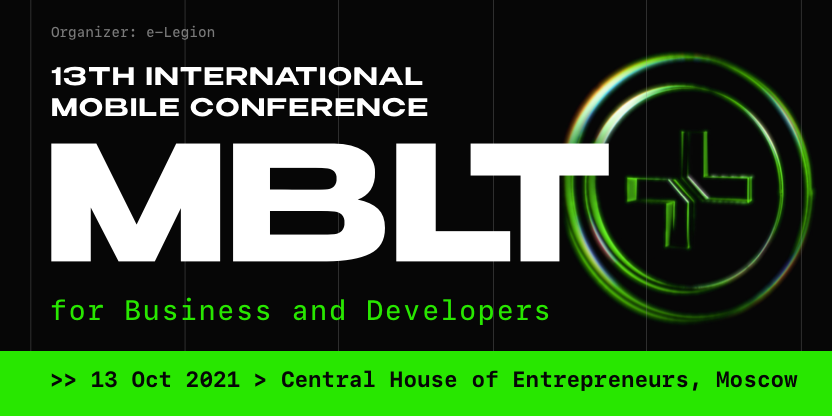 Organizer: e-Legion
13TH INTERNATIONAL
MOBILE CONFERENCE
MBLT
for Business and Developers
>> 13 Oct 2021 > Central House of Entrepreneurs, Moscow